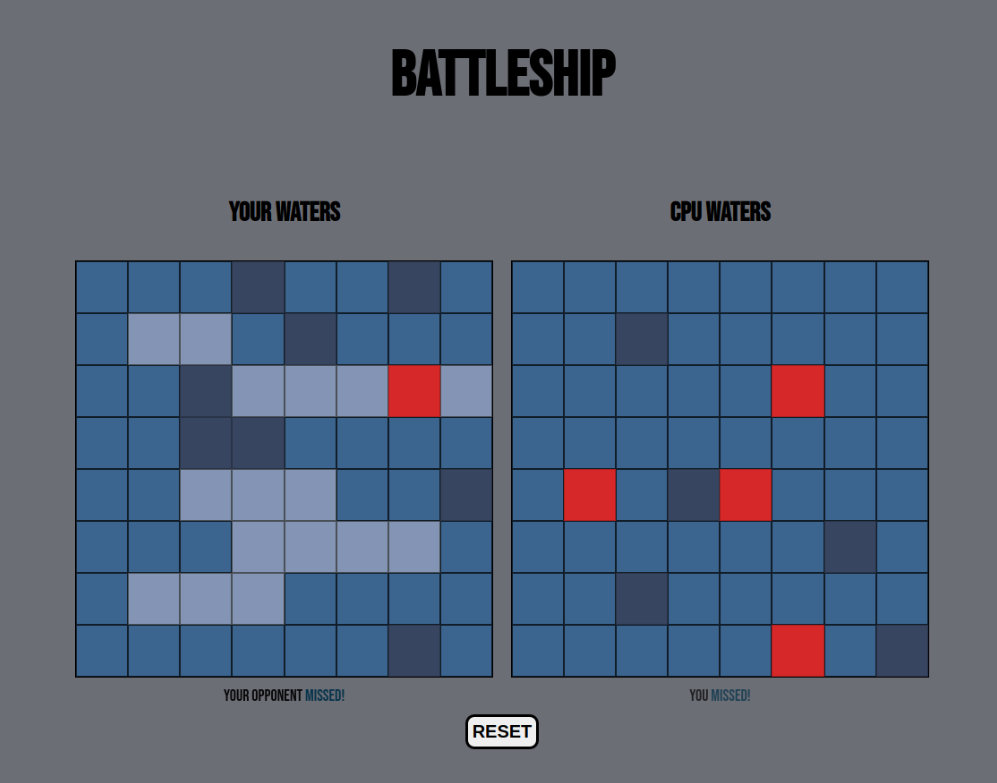 BATTLESHIP
YOUR WATERS
CPU WATERS
YOUR OPPONENT MISSED!
YOU MISSED!
RESET